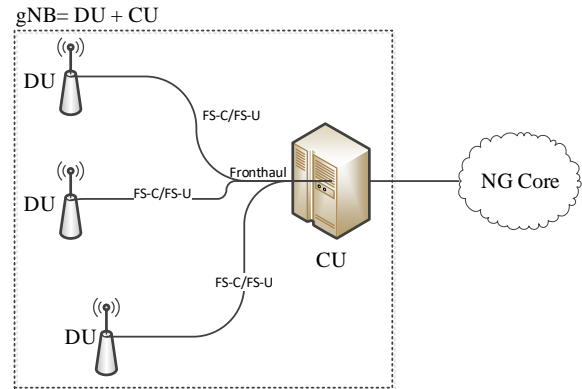 gNB= DU + CU
DU
FS-C/FS-U
Fronthaul
DU
FS-C/FS-U
NG Core
CU
FS-C/FS-U
DU